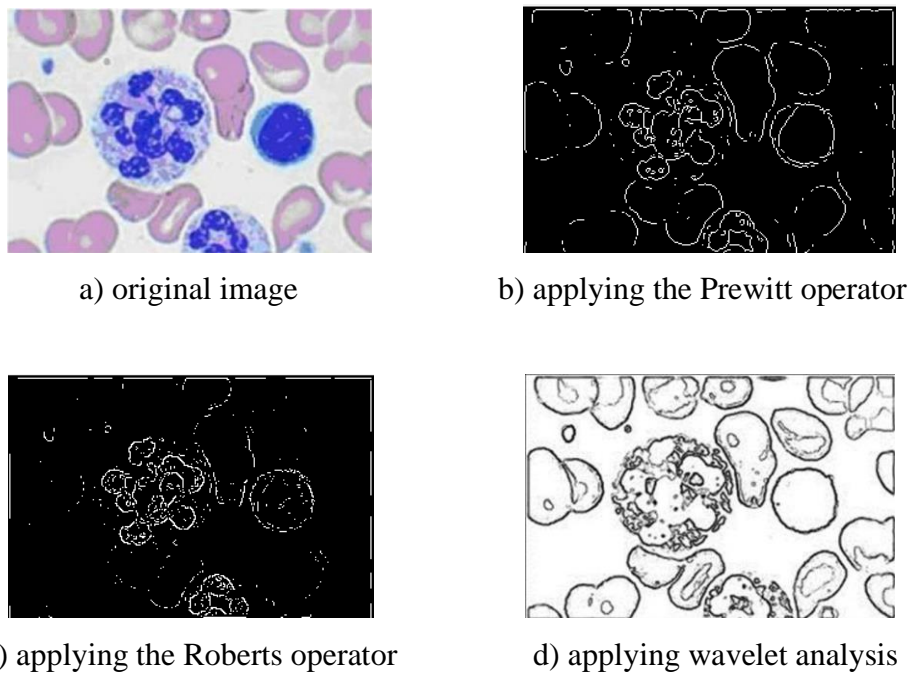 a) original image
b) applying the Prewitt operator
) applying the Roberts operator
d) applying wavelet analysis